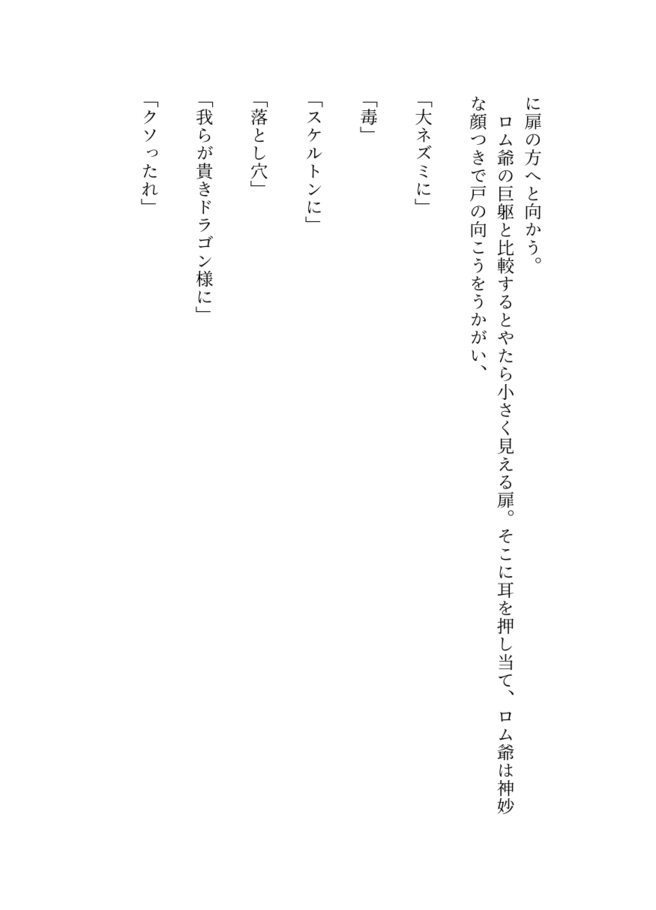 に扉の方へと向かう。
　ロム爺の巨躯と比較するとやたら小さく見える扉。そこに耳を押し当て、ロム爺は神妙
な顔つきで戸の向こうをうかがい、
「大ネズミに」
「毒」
「スケルトンに」
「落とし穴」
「我らが貴きドラゴン様に」
「クソったれ」